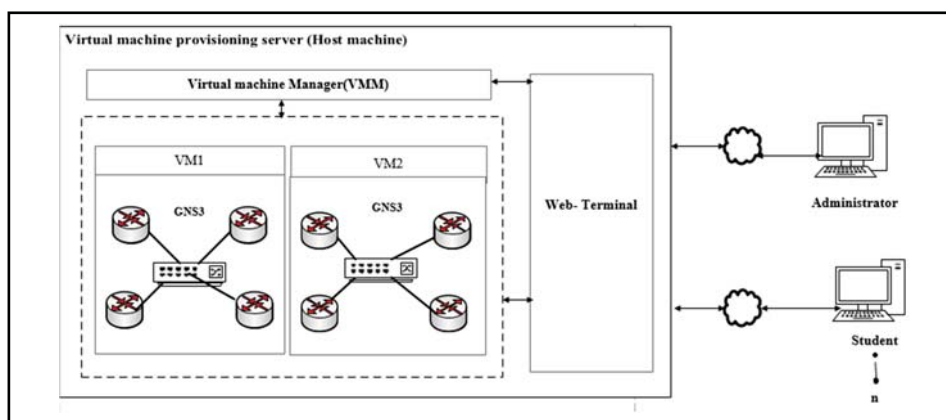 Virtual machine provisioning server (Host machine)
Virtual machine Manager(VMM)
VM1
VM2
GNS3
GNS3
Web- Terminal
Administrator
Student
n